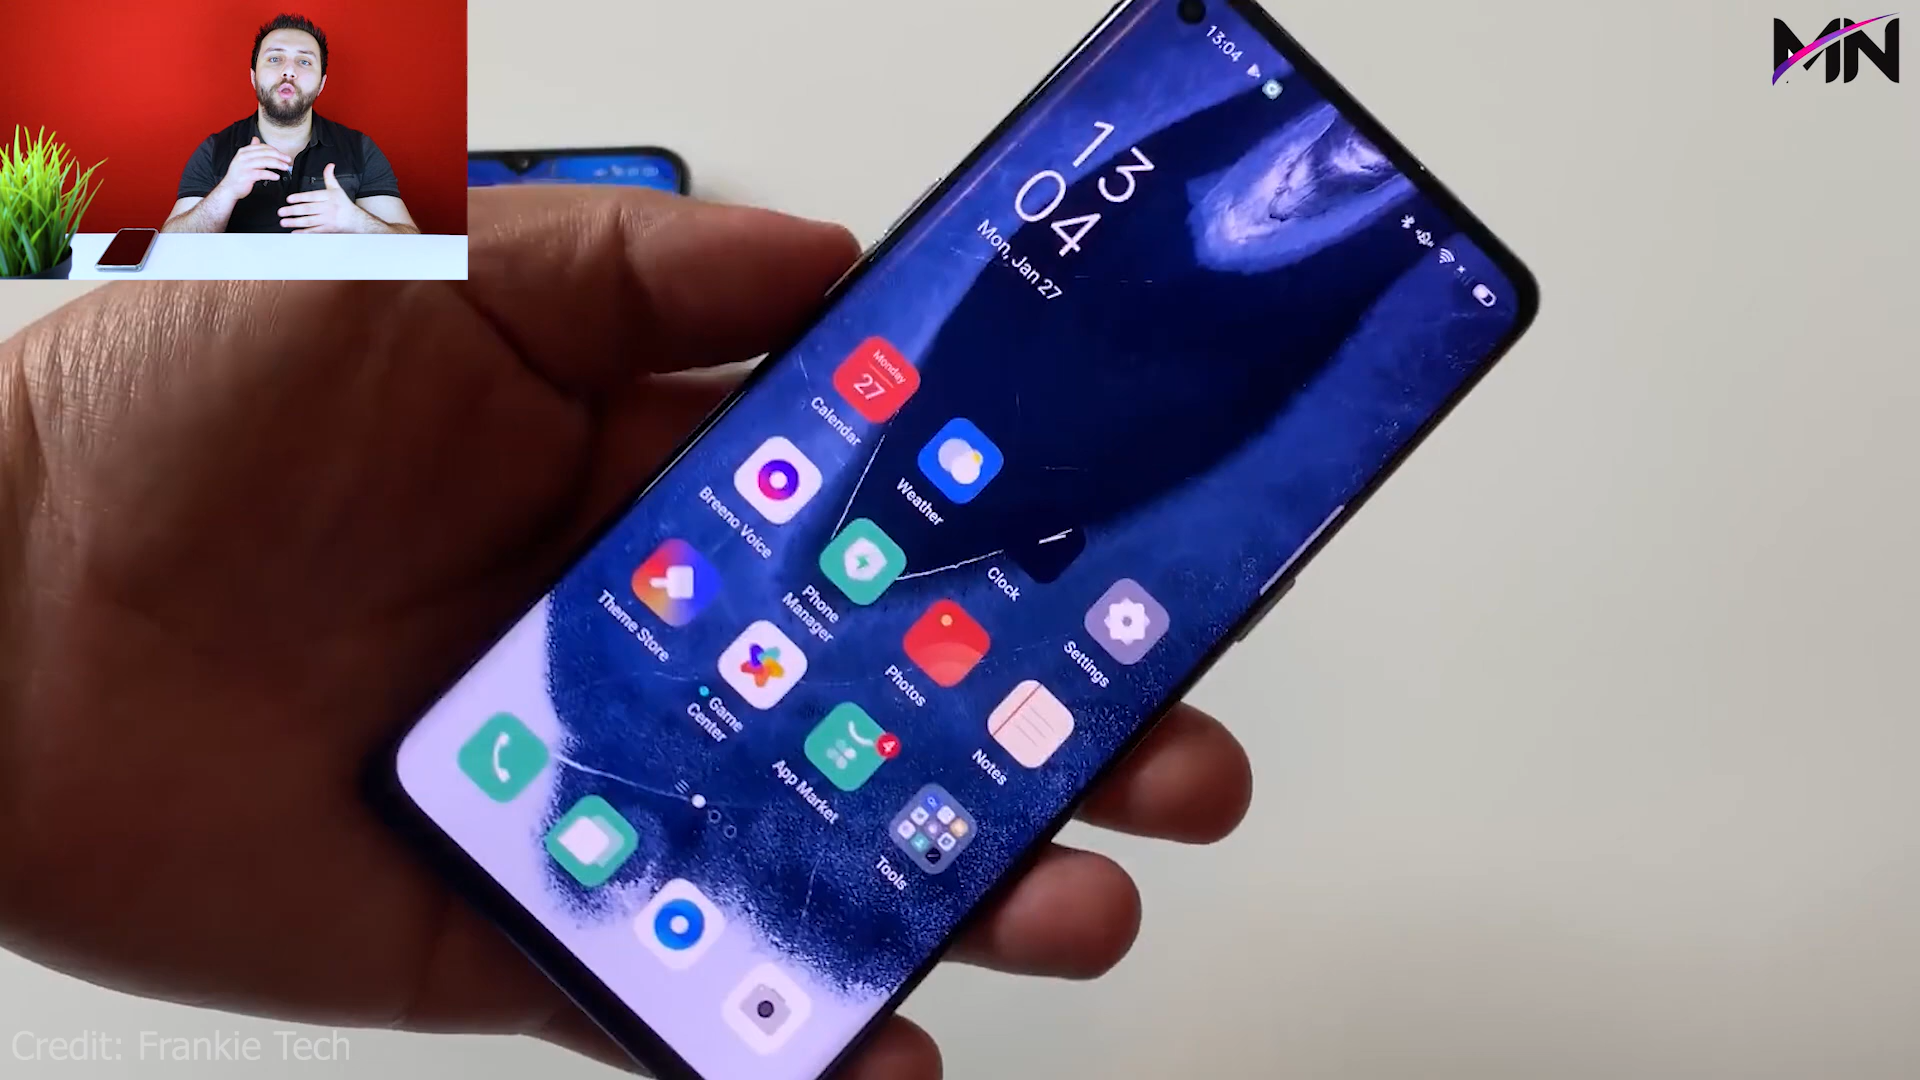 MN
13:04
13
04
Mon, Jan 27
Monday
27
Calendar
Weather
Breeno Voice
Phone
Manager
Clock
Settings
Theme Store
Game
Center
Photos
Notes
4
App Market
Tools
Credit: Frankie Tech